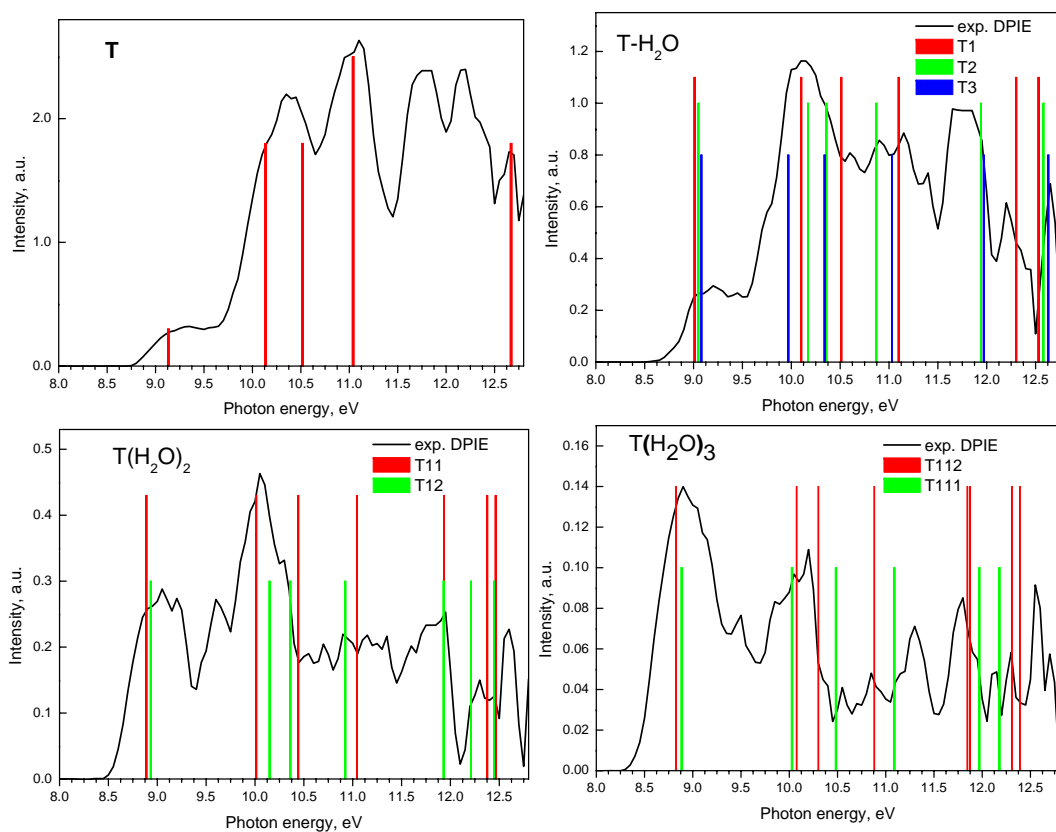 T
Intensity, a.u.
2.0
1.0
0.0
8.0 8.5 9.0 9.5 10.0 10.5 11.0 11.5 12.0 12.5
Photon energy, eV
T-H2O
exp. DPIE
T1
T2
T3
Intensity, a.u.
1.2
1.0
0.8
0.6
0.4
0.2
0.0
8.0 8.5 9.0 9.5 10.0 10.5 11.0 11.5 12.0 12.5
Photon energy, eV
T(H2O)2
exp. DPIE
T11
T12
Intensity, a.u.
0.5
0.4
0.3
0.2
0.1
0.0
8.0 8.5 9.0 9.5 10.0 10.5 11.0 11.5 12.0 12.5
Photon energy, eV
T(H2O)3
exp. DPIE
T112
T111
Intensity, a.u.
0.16
0.14
0.12
0.10
0.08
0.06
0.04
0.02
0.00
8.0 8.5 9.0 9.5 10.0 10.5 11.0 11.5 12.0 12.5
Photon energy, eV